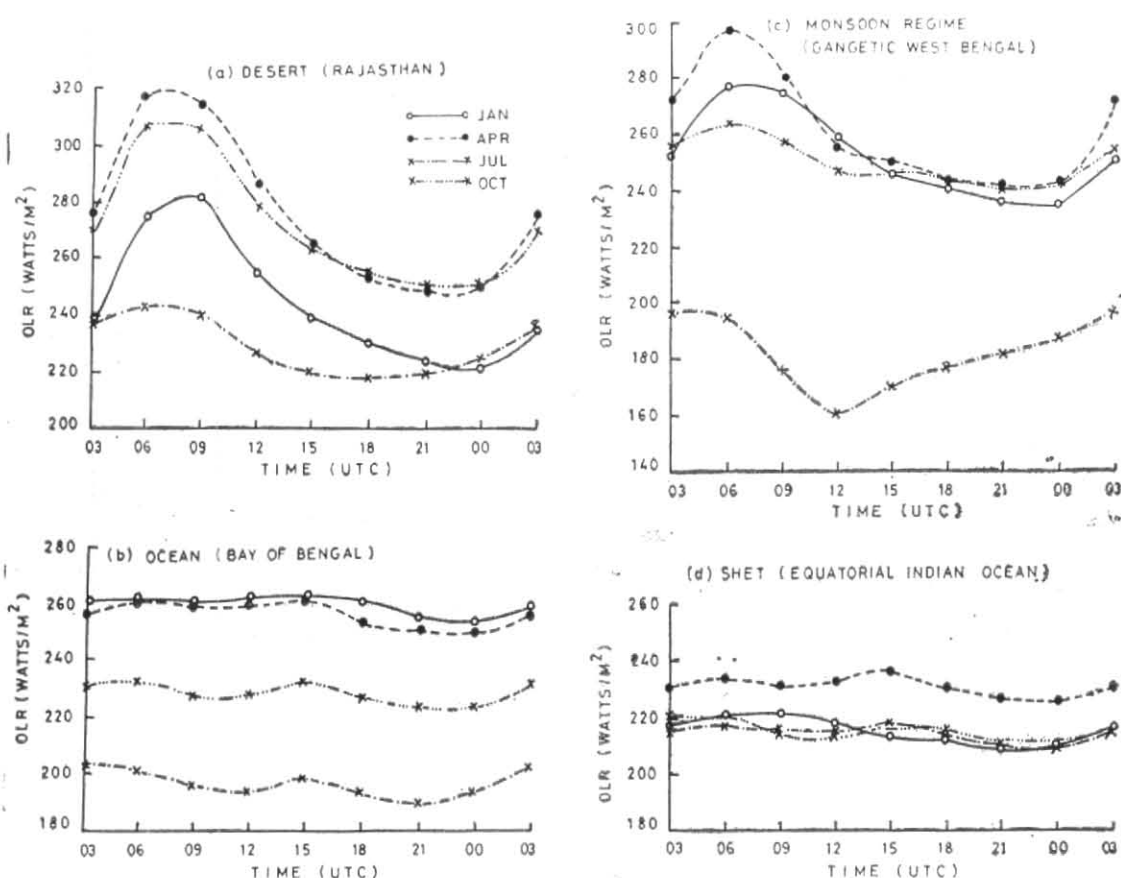 (a) DESERT (RAJASTHAN)
OLR (WATTS/M²)
320
300
280
260
240
220
200
JAN
APR
JUL
OCT
03 06 09 12 15 18 21 00 03
TIME (UTC)
(c) MONSOON REGIME
(GANGETIC WEST BENGAL)
OLR (WATTS/M²)
300
280
260
240
220
200
180
160
140
03 06 09 12 15 18 21 00 03
TIME (UTC)
(b) OCEAN (BAY OF BENGAL)
OLR (WATTS/M²)
280
260
240
220
200
180
03 06 09 12 15 18 21 00 03
TIME (UTC)
(d) SHET (EQUATORIAL INDIAN OCEAN)
OLR (WATTS/M²)
260
240
220
200
180
03 06 09 12 15 18 21 00 03
TIME (UTC)